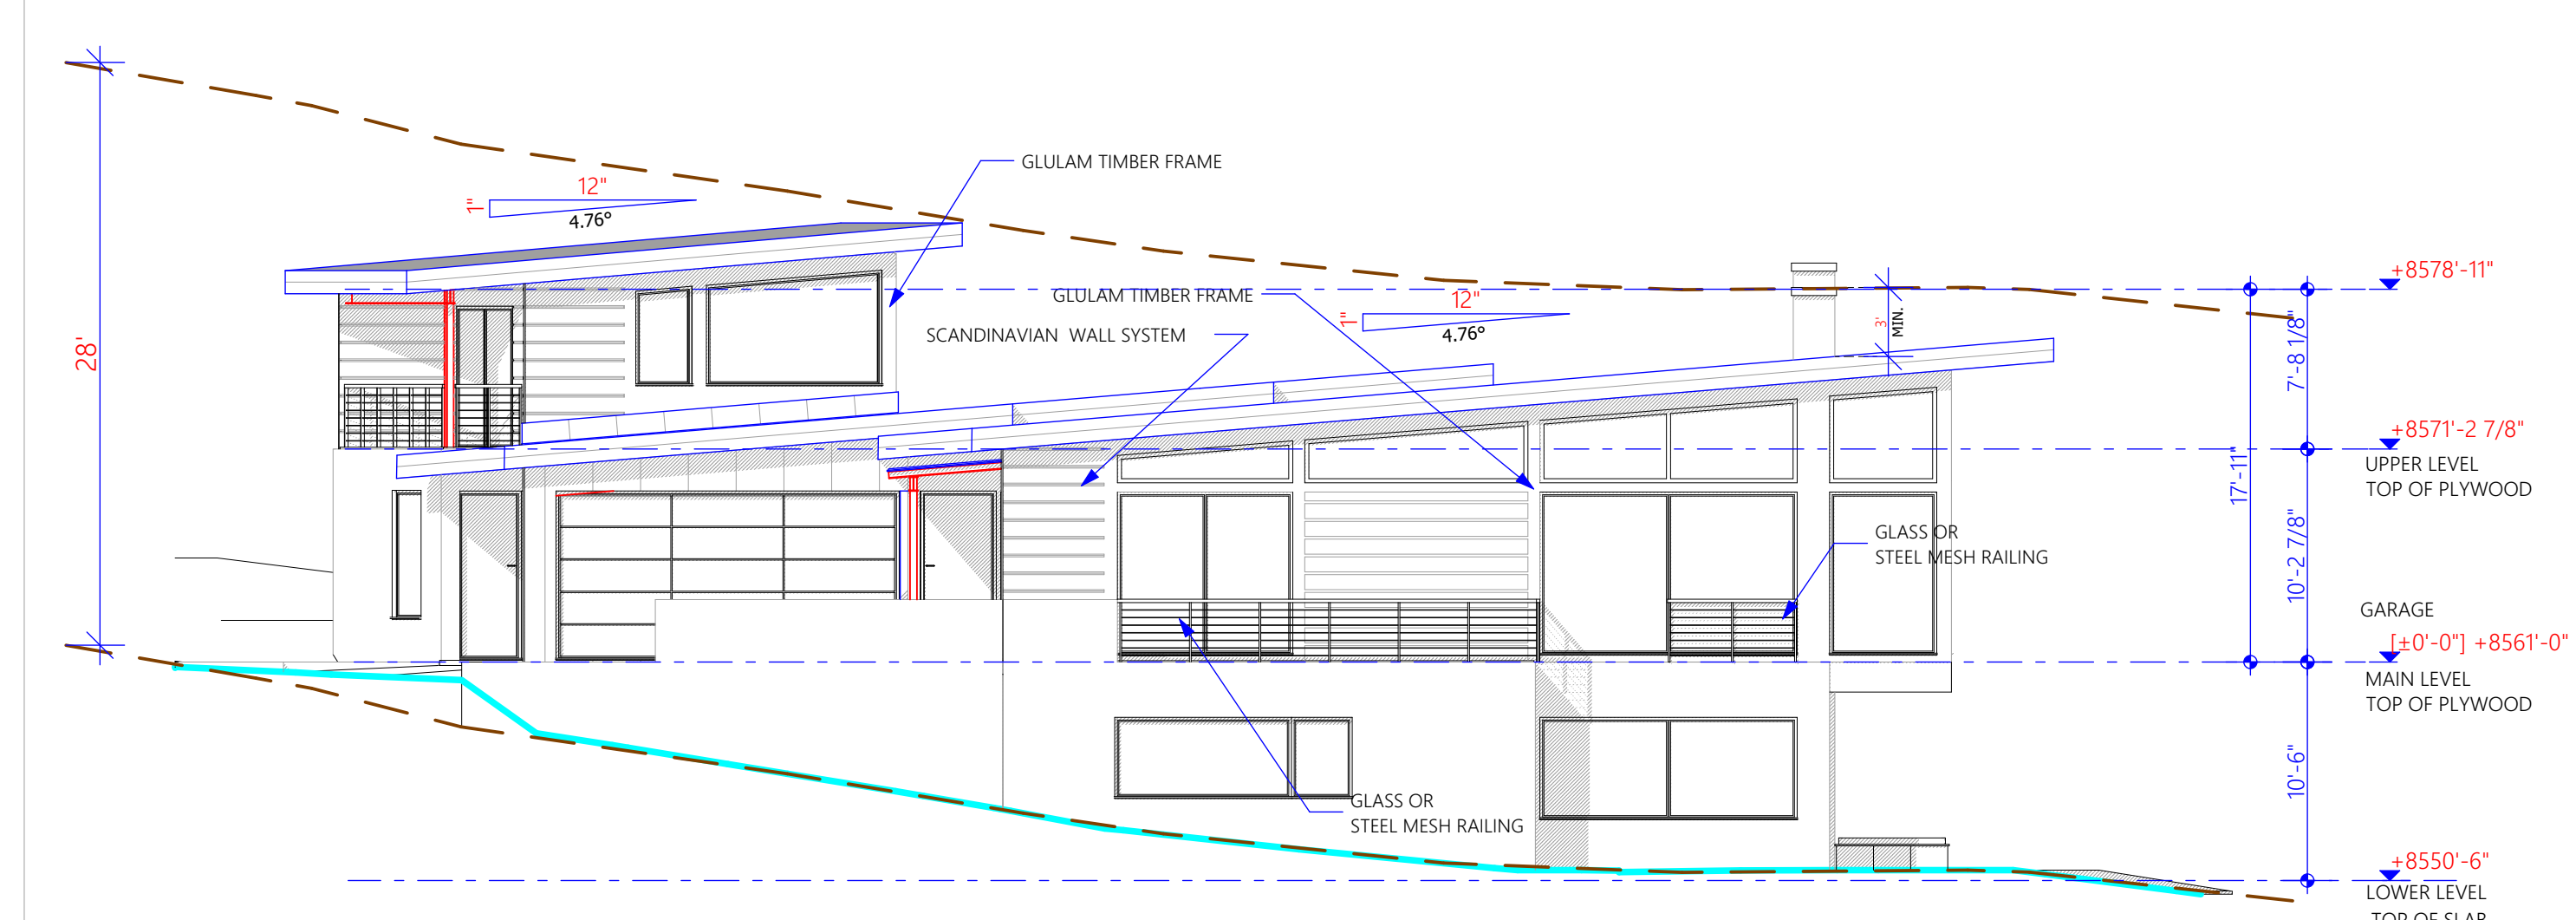 GLULAM TIMBER FRAME
12"
1"
4.76°
+8578'-11"
GLULAM TIMBER FRAME
12"
1"
4.76°
3'
MIN.
SCANDINAVIAN WALL SYSTEM
28'
7'-8 1/8"
+8571'-2 7/8"
UPPER LEVEL
TOP OF PLYWOOD
17'-11"
GLASS OR
STEEL MESH RAILING
10'-2 7/8"
GARAGE
[±0'-0"] +8561'-0"
MAIN LEVEL
TOP OF PLYWOOD
10'-6"
GLASS OR
STEEL MESH RAILING
+8550'-6"
LOWER LEVEL
TOP OF SLAB